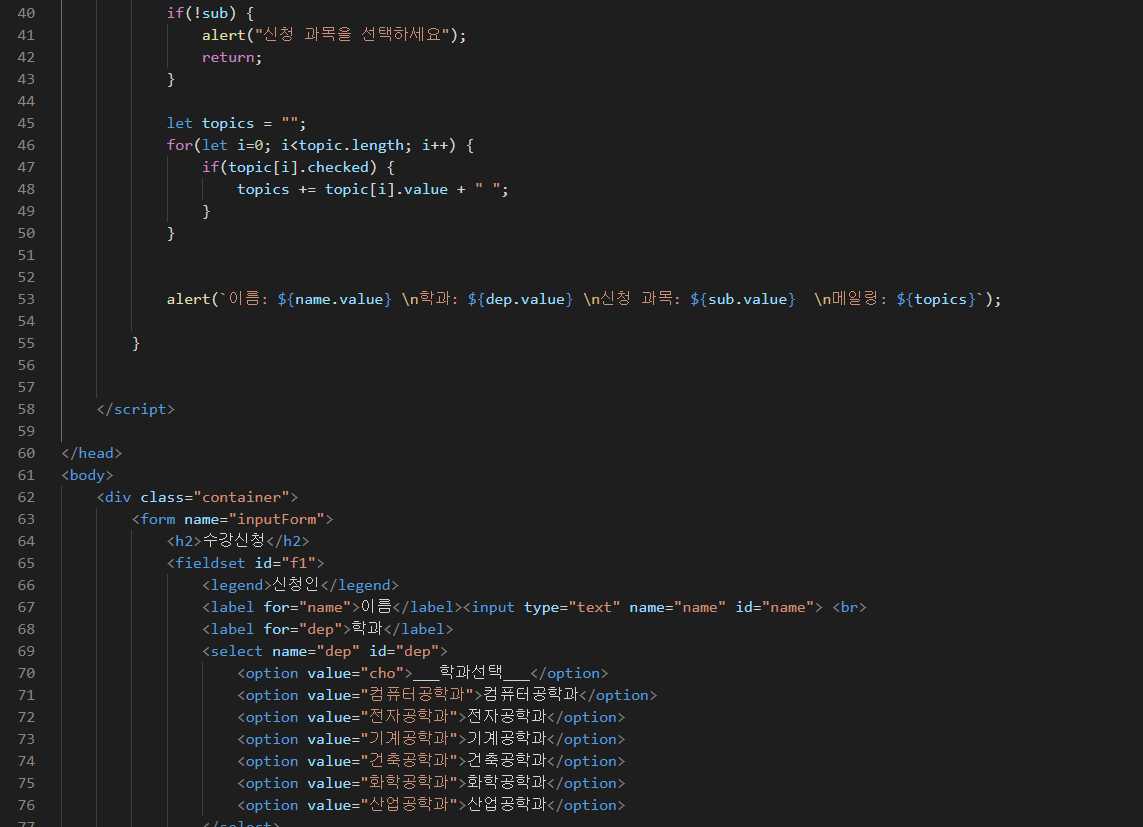 40 if(!sub) {
41 alert("신청 과목을 선택하세요");
42 return;
43 }
44
45 let topics = "";
46 for(let i=0; i<topic.length; i++) {
47 if(topic[i].checked) {
48 topics += topic[i].value + " ";
49 }
50 }
51
52
53 alert(`이름: ${name.value} \n학과: ${dep.value} \n신청 과목: ${sub.value}  \n메일링: ${topics}`);
54
55 }
56
57
58 </script>
59
60 </head>
61 <body>
62 <div class="container">
63 <form name="inputForm">
64 <h2>수강신청</h2>
65 <fieldset id="f1">
66 <legend>신청인</legend>
67 <label for="name">이름</label><input type="text" name="name" id="name"> <br>
68 <label for="dep">학과</label>
69 <select name="dep" id="dep">
70 <option value="cho">___학과선택___</option>
71 <option value="컴퓨터공학과">컴퓨터공학과</option>
72 <option value="전자공학과">전자공학과</option>
73 <option value="기계공학과">기계공학과</option>
74 <option value="건축공학과">건축공학과</option>
75 <option value="화학공학과">화학공학과</option>
76 <option value="산업공학과">산업공학과</option>
77 </select>